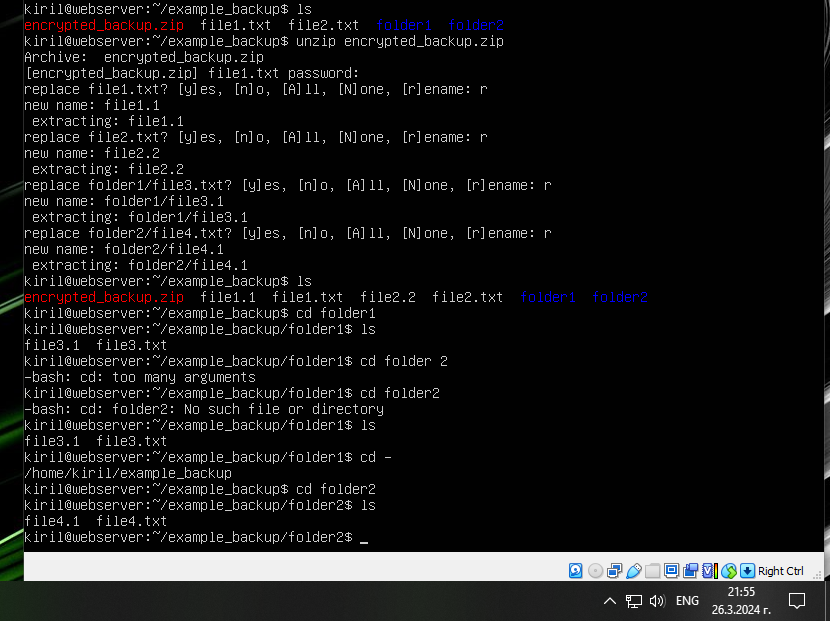 kiril@webserver:~/example_backup$ ls
encrypted_backup.zip  file1.txt  file2.txt  folder1  folder2
kiril@webserver:~/example_backup$ unzip encrypted_backup.zip
Archive:  encrypted_backup.zip
[encrypted_backup.zip] file1.txt password:
replace file1.txt? [y]es, [n]o, [A]ll, [N]one, [r]ename: r
new name: file1.1
 extracting: file1.1
replace file2.txt? [y]es, [n]o, [A]ll, [N]one, [r]ename: r
new name: file2.2
 extracting: file2.2
replace folder1/file3.txt? [y]es, [n]o, [A]ll, [N]one, [r]ename: r
new name: folder1/file3.1
 extracting: folder1/file3.1
replace folder2/file4.txt? [y]es, [n]o, [A]ll, [N]one, [r]ename: r
new name: folder2/file4.1
 extracting: folder2/file4.1
kiril@webserver:~/example_backup$ ls
encrypted_backup.zip  file1.1  file1.txt  file2.2  file2.txt  folder1  folder2
kiril@webserver:~/example_backup$ cd folder1
kiril@webserver:~/example_backup/folder1$ ls
file3.1  file3.txt
kiril@webserver:~/example_backup/folder1$ cd folder 2
-bash: cd: too many arguments
kiril@webserver:~/example_backup/folder1$ cd folder2
-bash: cd: folder2: No such file or directory
kiril@webserver:~/example_backup/folder1$ ls
file3.1  file3.txt
kiril@webserver:~/example_backup/folder1$ cd -
/home/kiril/example_backup
kiril@webserver:~/example_backup$ cd folder2
kiril@webserver:~/example_backup/folder2$ ls
file4.1  file4.txt
kiril@webserver:~/example_backup/folder2$ _
Right Ctrl
ENG
21:55
26.3.2024 г.